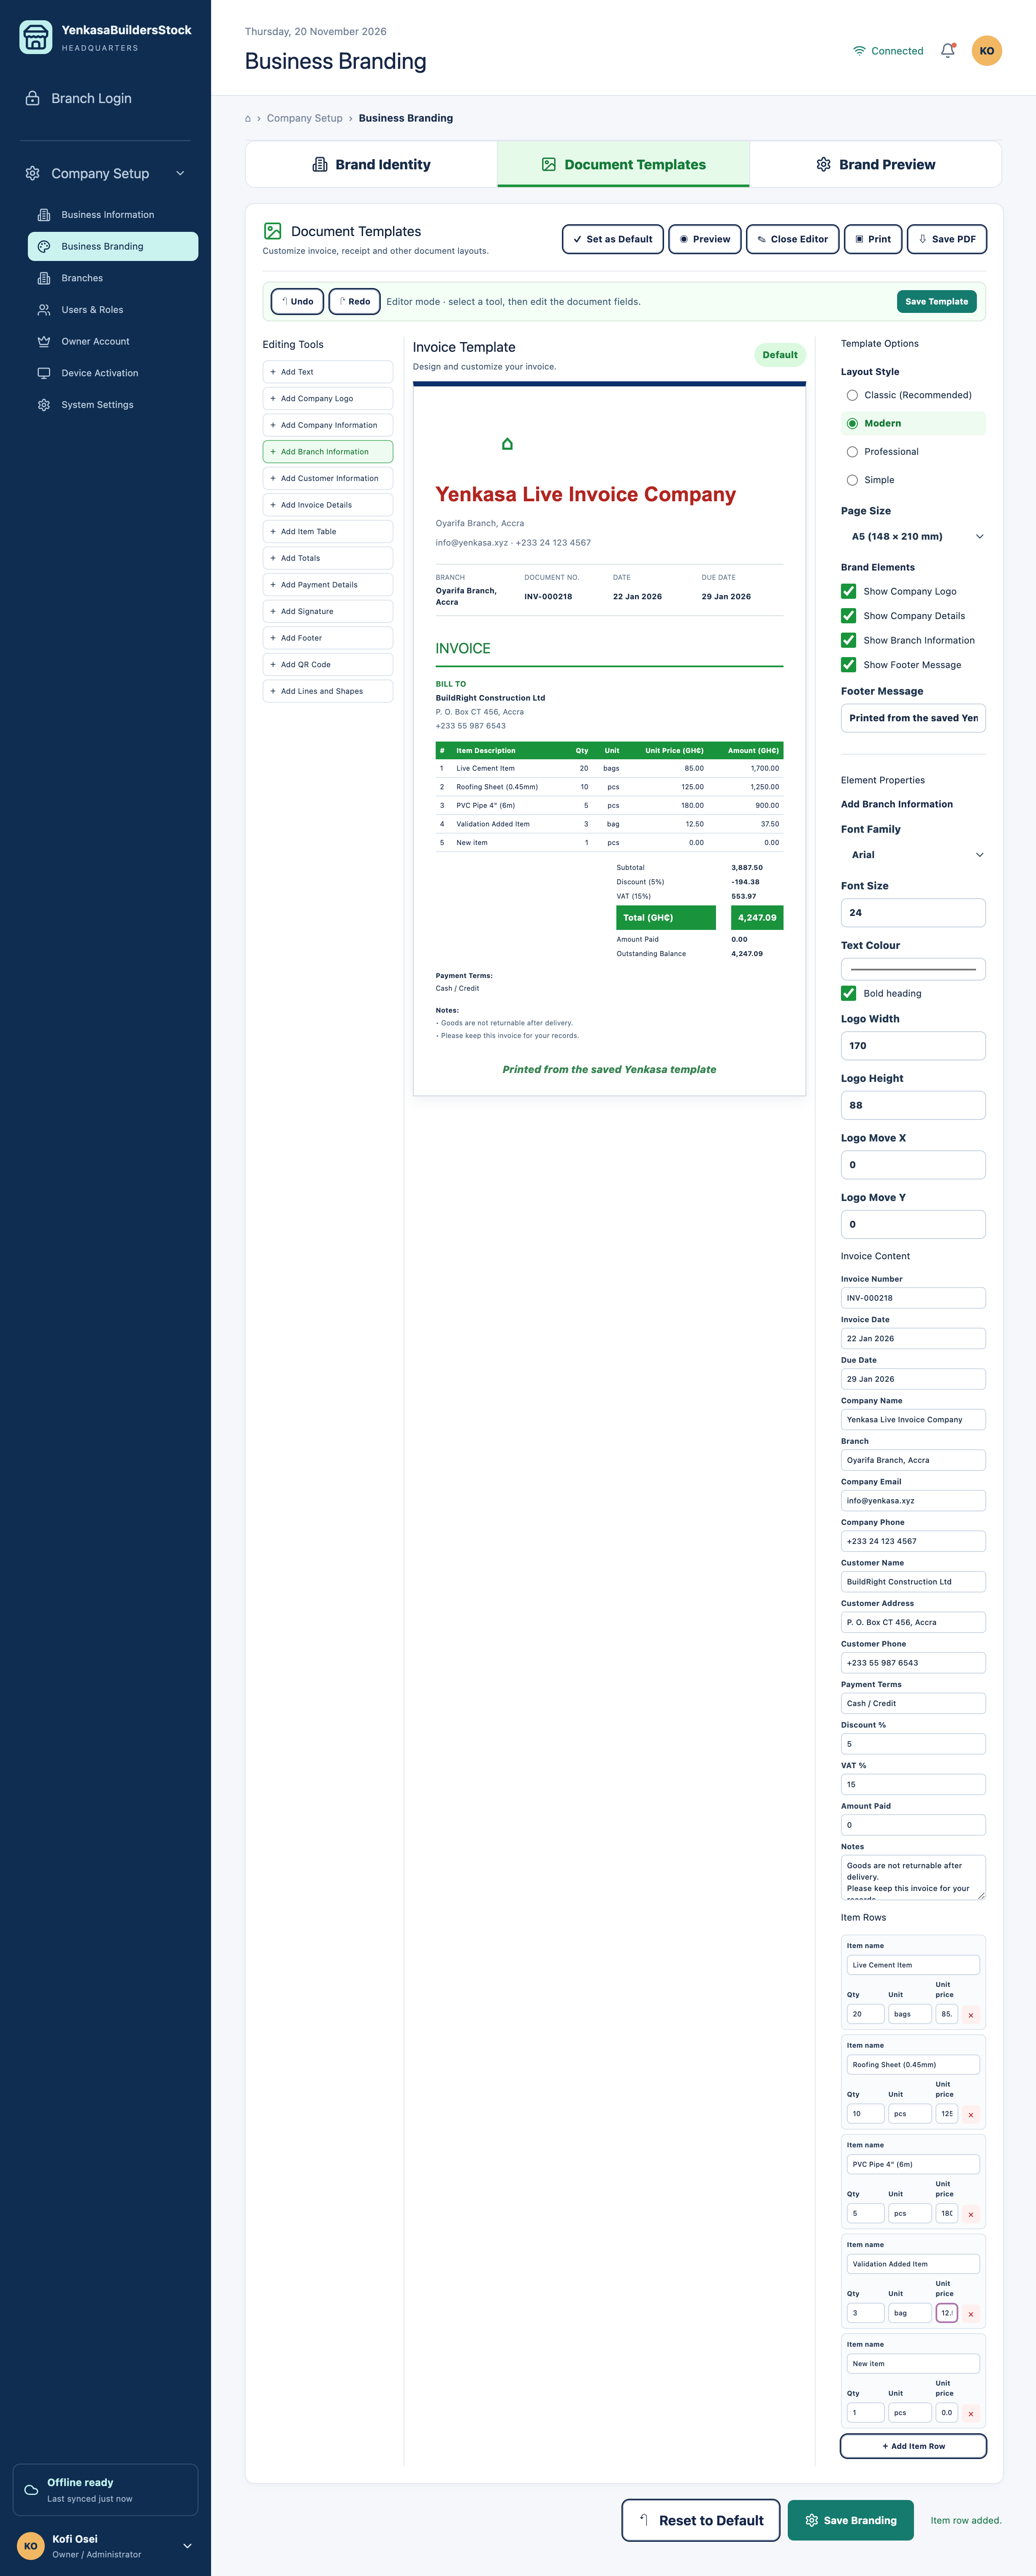 YenkasaBuildersStock
HEADQUARTERS
Branch Login
Company Setup
Business Information
Business Branding
Branches
Users & Roles
Owner Account
Device Activation
System Settings
Offline ready
Last synced just now
KO
Kofi Osei
Owner / Administrator
Thursday, 20 November 2026
Business Branding
Connected
KO
⌂ › Company Setup › Business Branding
Brand Identity
Document Templates
Brand Preview
Document Templates
Customize invoice, receipt and other document layouts.
✓ Set as Default
◉ Preview
✎ Close Editor
▣ Print
⇩ Save PDF
Undo
Redo
Editor mode · select a tool, then edit the document fields.
Save Template
Editing Tools
+ Add Text
+ Add Company Logo
+ Add Company Information
+ Add Branch Information
+ Add Customer Information
+ Add Invoice Details
+ Add Item Table
+ Add Totals
+ Add Payment Details
+ Add Signature
+ Add Footer
+ Add QR Code
+ Add Lines and Shapes
Invoice Template
Design and customize your invoice.
Default
⌂
Yenkasa Live Invoice Company
Oyarifa Branch, Accra
info@yenkasa.xyz · +233 24 123 4567
BRANCH DOCUMENT NO. DATE DUE DATE
Oyarifa Branch, Accra INV-000218 22 Jan 2026 29 Jan 2026
INVOICE
BILL TO
BuildRight Construction Ltd
P. O. Box CT 456, Accra
+233 55 987 6543
# Item Description Qty Unit Unit Price (GH₵) Amount (GH₵)
1 Live Cement Item 20 bags 85.00 1,700.00
2 Roofing Sheet (0.45mm) 10 pcs 125.00 1,250.00
3 PVC Pipe 4" (6m) 5 pcs 180.00 900.00
4 Validation Added Item 3 bag 12.50 37.50
5 New item 1 pcs 0.00 0.00
Subtotal 3,887.50
Discount (5%) -194.38
VAT (15%) 553.97
Total (GH₵) 4,247.09
Amount Paid 0.00
Outstanding Balance 4,247.09
Payment Terms:
Cash / Credit
Notes:
• Goods are not returnable after delivery.
• Please keep this invoice for your records.
Printed from the saved Yenkasa template
Template Options
Layout Style
Classic (Recommended)
Modern
Professional
Simple
Page Size
A5 (148 × 210 mm)
Brand Elements
Show Company Logo
Show Company Details
Show Branch Information
Show Footer Message
Footer Message
Printed from the saved Yen
Element Properties
Add Branch Information
Font Family
Arial
Font Size
24
Text Colour
Bold heading
Logo Width
170
Logo Height
88
Logo Move X
0
Logo Move Y
0
Invoice Content
Invoice Number
INV-000218
Invoice Date
22 Jan 2026
Due Date
29 Jan 2026
Company Name
Yenkasa Live Invoice Company
Branch
Oyarifa Branch, Accra
Company Email
info@yenkasa.xyz
Company Phone
+233 24 123 4567
Customer Name
BuildRight Construction Ltd
Customer Address
P. O. Box CT 456, Accra
Customer Phone
+233 55 987 6543
Payment Terms
Cash / Credit
Discount %
5
VAT %
15
Amount Paid
0
Notes
Goods are not returnable after
delivery.
Please keep this invoice for your
records.
Item Rows
Item name
Live Cement Item
Qty Unit Unit price
20 bags 85. ×
Item name
Roofing Sheet (0.45mm)
Qty Unit Unit price
10 pcs 125 ×
Item name
PVC Pipe 4" (6m)
Qty Unit Unit price
5 pcs 180 ×
Item name
Validation Added Item
Qty Unit Unit price
3 bag 12. ×
Item name
New item
Qty Unit Unit price
1 pcs 0.0 ×
+ Add Item Row
Reset to Default
Save Branding
Item row added.